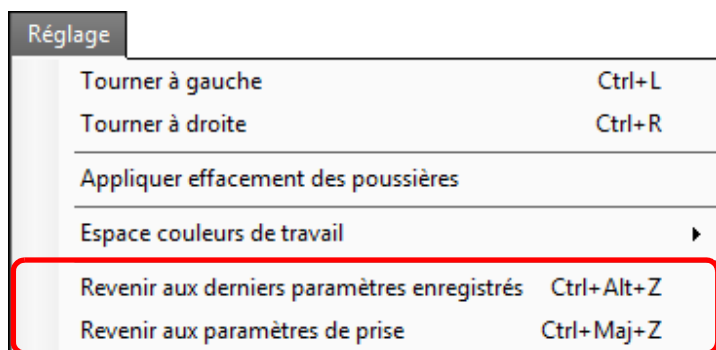 Réglage
Tourner à gauche Ctrl+L
Tourner à droite Ctrl+R
Appliquer effacement des poussières
Espace couleurs de travail
Revenir aux derniers paramètres enregistrés Ctrl+Alt+Z
Revenir aux paramètres de prise Ctrl+Maj+Z